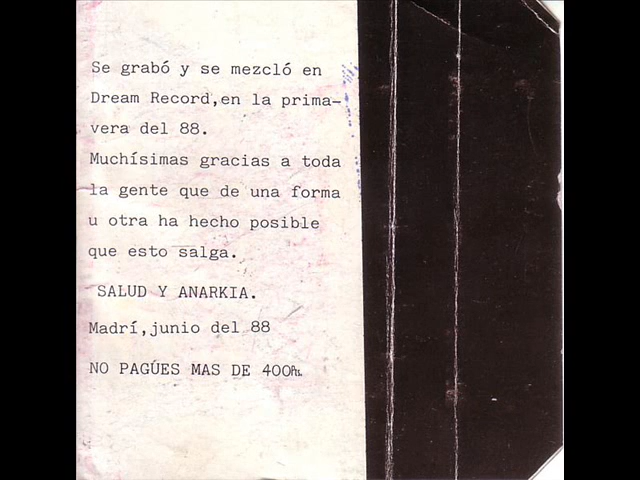 Se grabó y se mezcló en
Dream Record,en la prima-
vera del 88.
Muchísimas gracias a toda
la gente que de una forma
u otra ha hecho posible
que esto salga.
SALUD Y ANARKIA.
Madrí,junio del 88
NO PAGÚES MAS DE 400Pts.